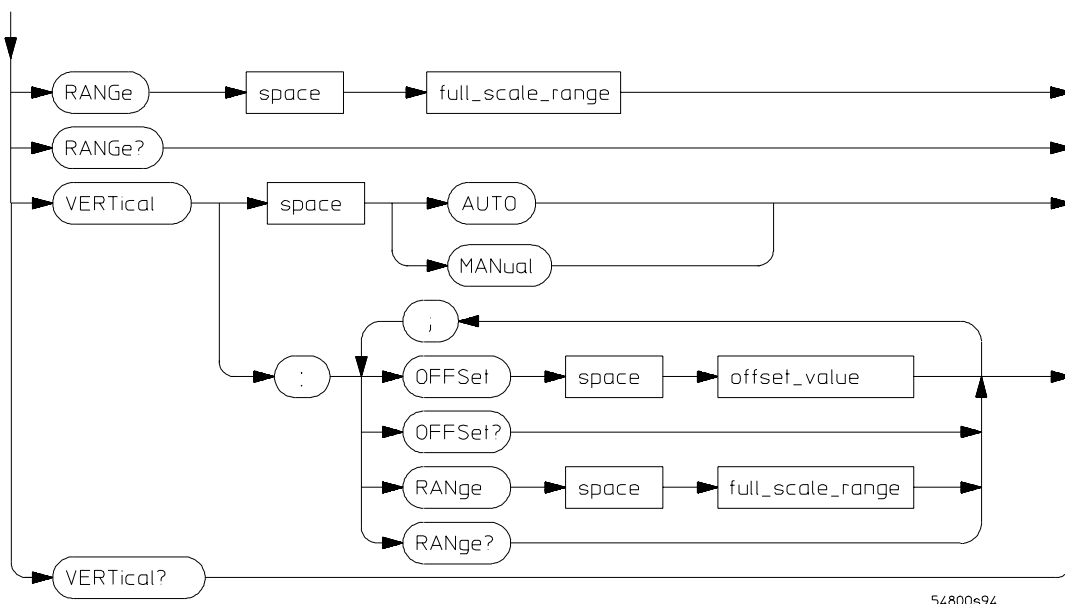 RANGe space full_scale_range
RANGe?
VERTical space AUTO
MANual
;
: OFFSet space offset_value
OFFSet?
RANge space full_scale_range
RANge?
VERTical?
54800s94